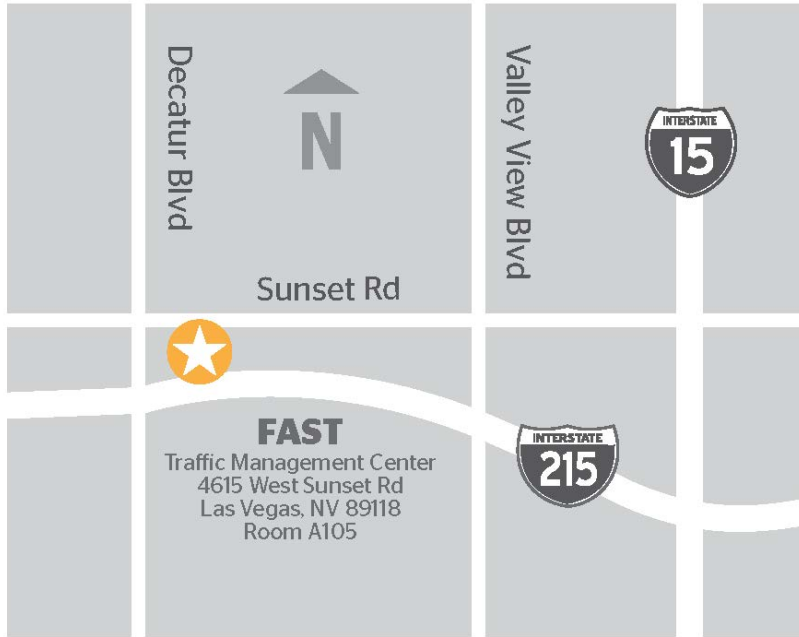 Decatur Blvd
N
Valley View Blvd
INTERSTATE
15
Sunset Rd
FAST
Traffic Management Center
4615 West Sunset Rd
Las Vegas, NV 89118
Room A105
INTERSTATE
215